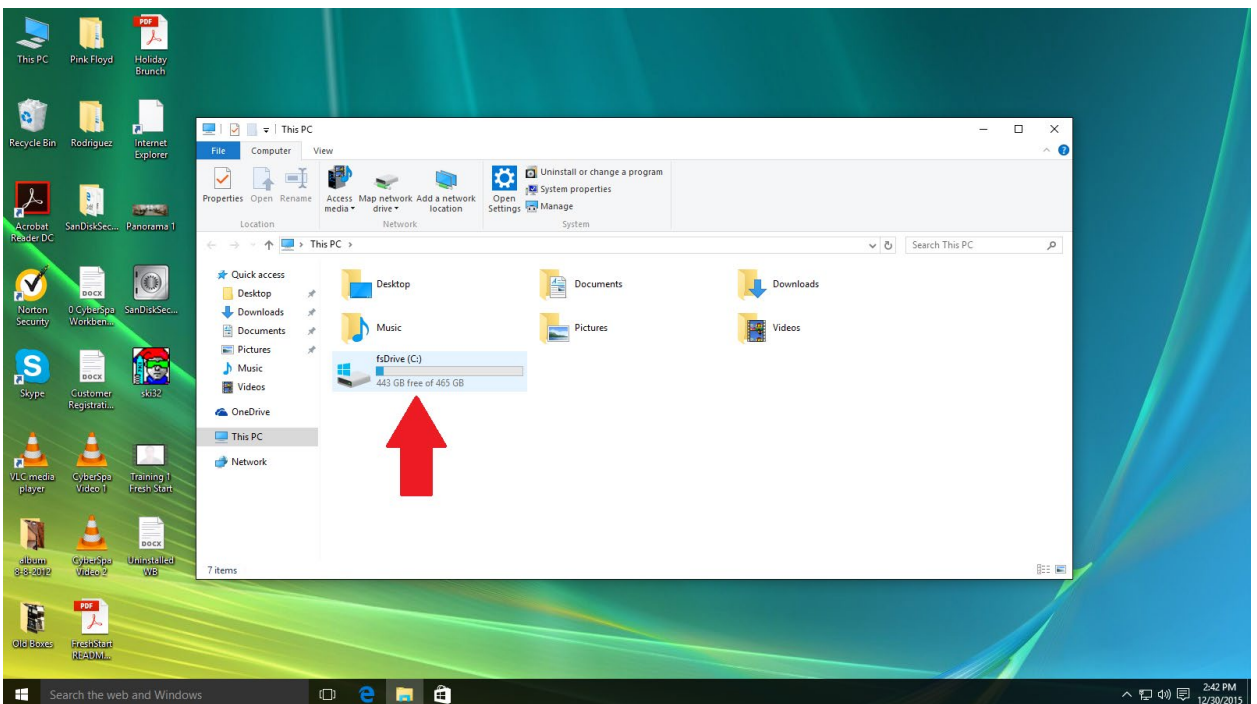 This PC
Pink Floyd
PDF
Holiday
Brunch
Recycle Bin
Rodriguez
Internet
Explorer
Acrobat
Reader DC
SanDiskSec...
Panorama 1
Norton
Security
DOCX
0 CyberSpa
Workben...
SanDiskSec...
Skype
DOCX
Customer
Registrati...
ski32
VLC media
player
CyberSpa
Video 1
Training 1
Fresh Start
album
8-8-2012
CyberSpa
Video 2
DOCX
Uninstalled
WB
Old Boxes
PDF
FreshStart
READM...
This PC
File Computer View
Properties Open Rename
Location
Access
media
Map network
drive
Add a network
location
Network
Open
Settings
Uninstall or change a program
System properties
Manage
System
This PC
Search This PC
Quick access
Desktop
Downloads
Documents
Pictures
Music
Videos
OneDrive
This PC
Network
Desktop Documents Downloads
Music Pictures Videos
fsDrive (C:)
443 GB free of 465 GB
7 items
Search the web and Windows
2:42 PM
12/30/2015